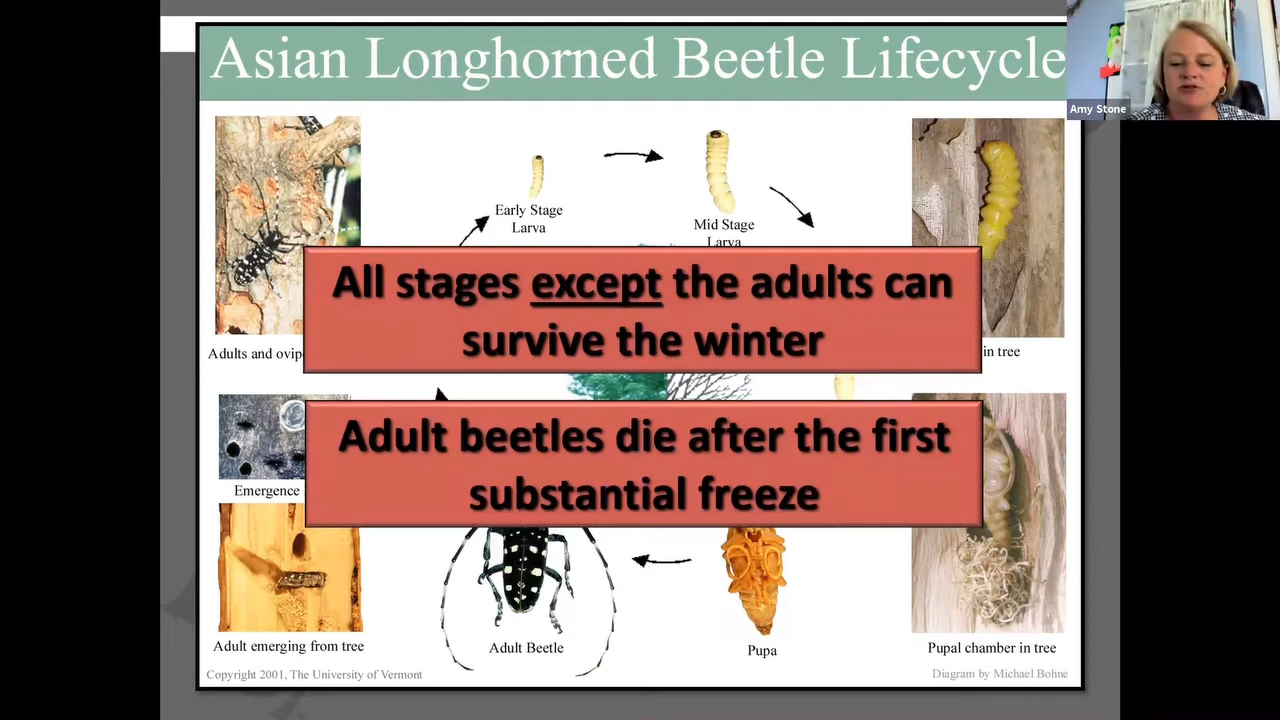 Asian Longhorned Beetle Lifecycle
Amy Stone
Early Stage
Larva
Mid Stage
Larva
All stages except the adults can
survive the winter
Adults and
in tree
Adult beetles die after the first
substantial freeze
Emergence
Adult emerging from tree
Adult Beetle
Pupa
Pupal chamber in tree
Copyright 2001, The University of Vermont
Diagram by Michael Bohne